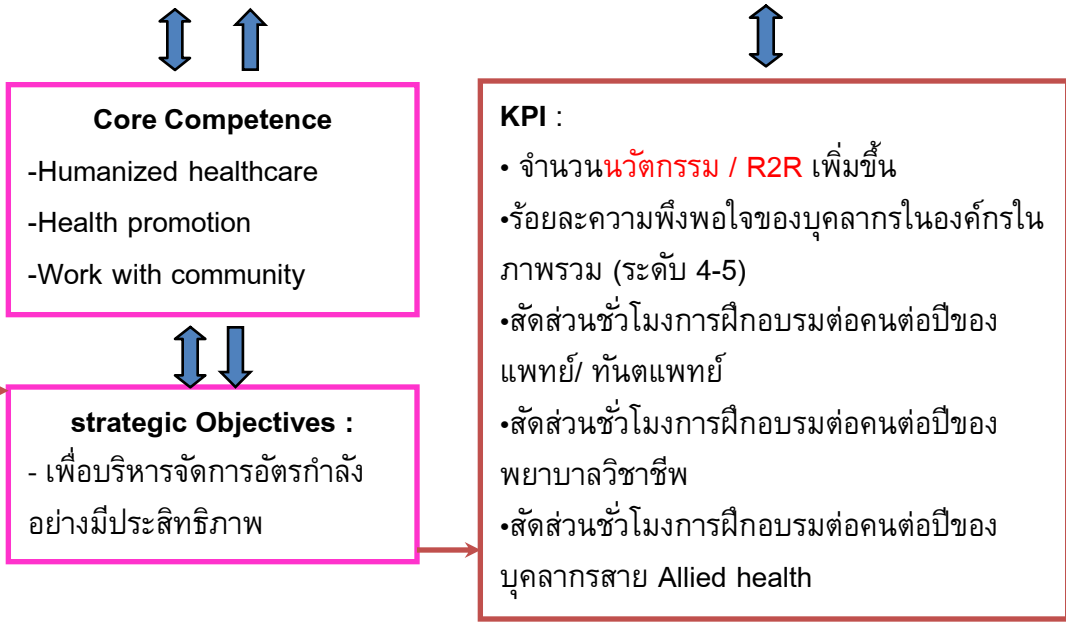 Core Competence
-Humanized healthcare
-Health promotion
-Work with community
strategic Objectives :
- เพื่อบริหารจัดการอัตรกำลัง
อย่างมีประสิทธิภาพ
KPI :
• จำนวนนวัตกรรม / R2R เพิ่มขึ้น
•ร้อยละความพึงพอใจของบุคลากรในองค์กรใน
ภาพรวม (ระดับ 4-5)
•สัดส่วนชั่วโมงการฝึกอบรมต่อคนต่อปีของ
แพทย์/ ทันตแพทย์
•สัดส่วนชั่วโมงการฝึกอบรมต่อคนต่อปีของ
พยาบาลวิชาชีพ
•สัดส่วนชั่วโมงการฝึกอบรมต่อคนต่อปีของ
บุคลากรสาย Allied health